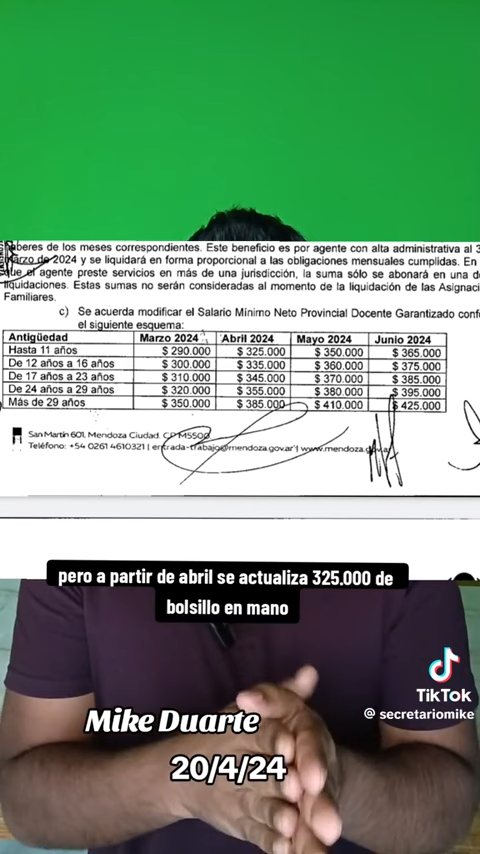 haberes de los meses correspondientes. Este beneficio es por agente con alta administrativa al 3
marzo de 2024 y se liquidará en forma proporcional a las obligaciones mensuales cumplidas. En
que el agente preste servicios en más de una jurisdicción, la suma sólo se abonará en una d
liquidaciones. Estas sumas no serán consideradas al momento de la liquidación de las Asignaci
Familiares.
c) Se acuerda modificar el Salario Mínimo Neto Provincial Docente Garantizado conf
el siguiente esquema:
Antigüedad Marzo 2024 Abril 2024 Mayo 2024 Junio 2024
Hasta 11 años $ 290.000 $ 325.000 $ 350.000 $ 365.000
De 12 años a 16 años $ 300.000 $ 335.000 $ 360.000 $ 375.000
De 17 años a 23 años $ 310.000 $ 345.000 $ 370.000 $ 385.000
De 24 años a 29 años $ 320.000 $ 355.000 $ 380.000 $ 395.000
Más de 29 años $ 350.000 $ 385.000 $ 410.000 $ 425.000
San Martín 601, Mendoza Ciudad, CP M5500
Teléfono: +54 0261 4610321 | entrada-trabajo@mendoza.gov.ar | www.mendoza.gov.ar
pero a partir de abril se actualiza 325.000 de
bolsillo en mano
TikTok
@ secretariomike
Mike Duarte
20/4/24